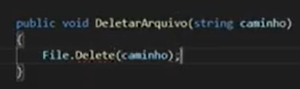 public void DeletarArquivo(string caminho)
{
File.Delete(caminho);
}